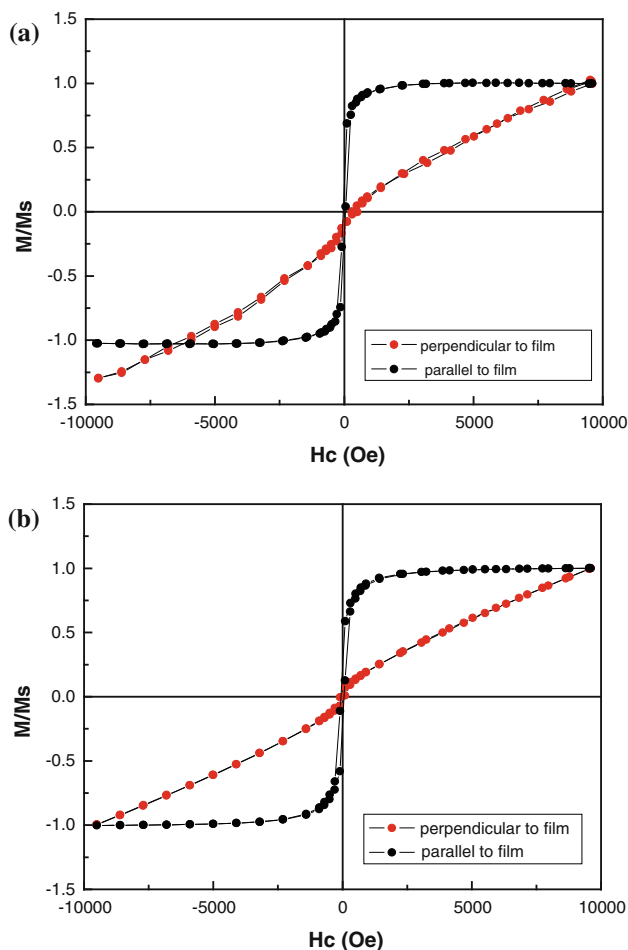 (a)
1.5
1.0
0.5
0.0
-0.5
-1.0
-1.5
M/Ms
perpendicular to film
parallel to film
-10000 -5000 0 5000 10000
Hc (Oe)
(b)
1.5
1.0
0.5
0.0
-0.5
-1.0
-1.5
M/Ms
perpendicular to film
parallel to film
-10000 -5000 0 5000 10000
Hc (Oe)